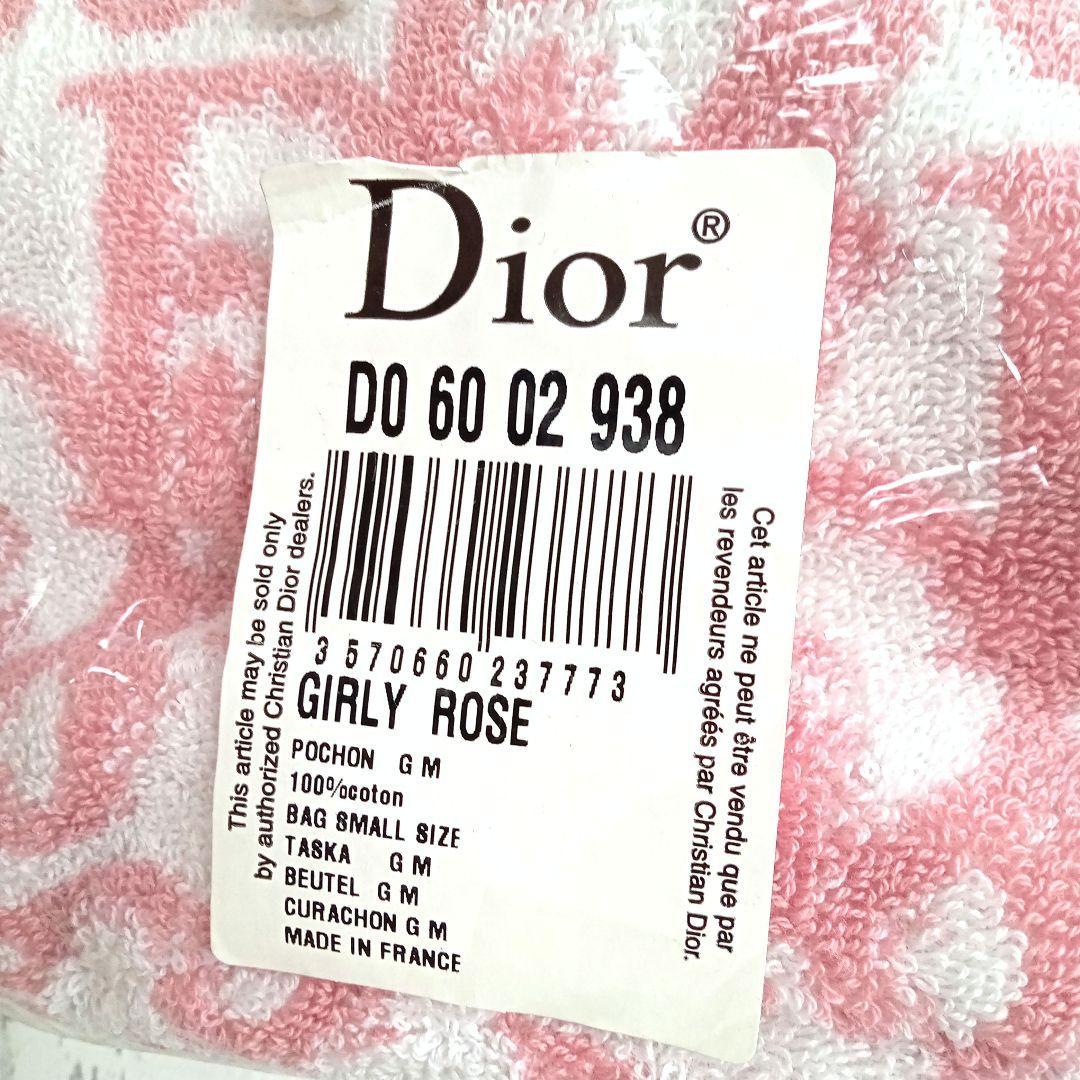 Dior®
D0 60 02 938
3 570660 237773
GIRLY ROSE
POCHON G M
100%coton
BAG SMALL SIZE
TASKA G M
BEUTEL G M
CURACHON G M
MADE IN FRANCE
This article may be sold only
by authorized Christian Dior dealers.
Cet article ne peut être vendu que par
les revendeurs agréés par Christian Dior.